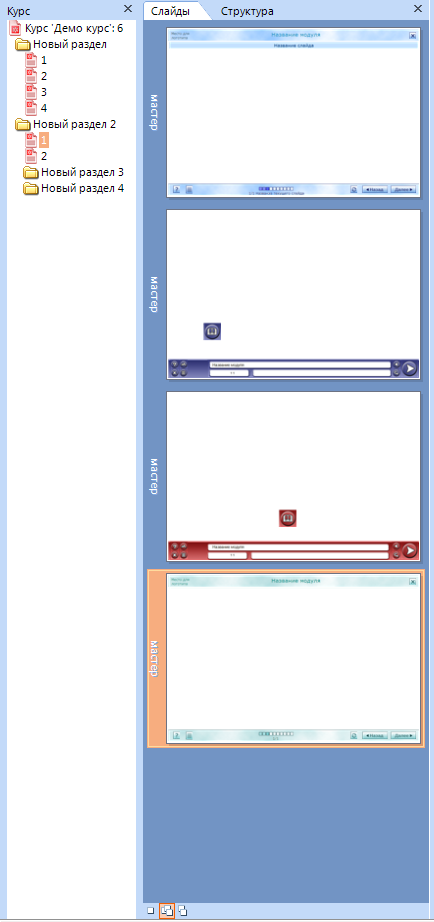 Курс
Курс 'Демо курс': 6
Новый раздел
1
2
3
4
Новый раздел 2
1
2
Новый раздел 3
Новый раздел 4
Слайды
Структура
мастер
Название модуля
Название слайда
Назад
Далее
мастер
Название модуля
мастер
Название модуля
мастер
Название модуля
Назад
Далее